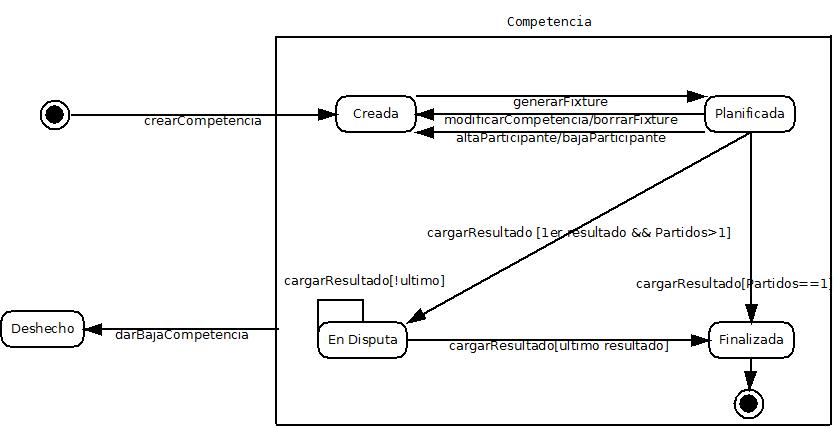 Competencia
crearCompetencia
Creada
generarFixture
modificarCompetencia/borrarFixture
altaParticipante/bajaParticipante
Planificada
cargarResultado [1er resultado && Partidos>1]
cargarResultado[!ultimo]
cargarResultado[Partidos==1]
Deshecho
darBajaCompetencia
En Disputa
cargarResultado[ultimo resultado]
Finalizada